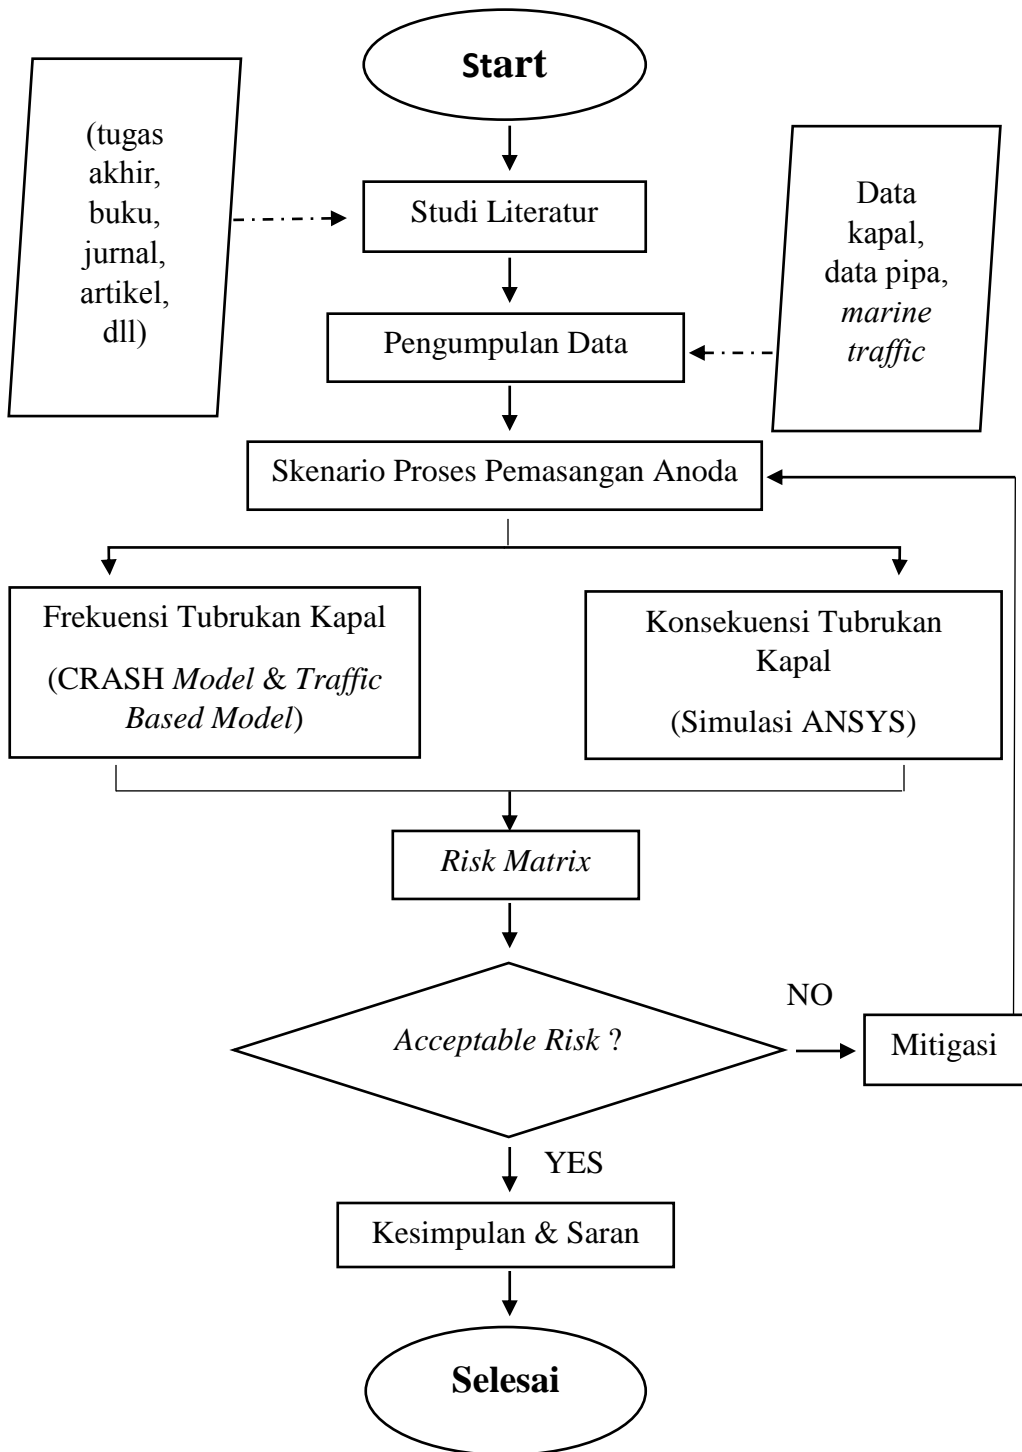 Start
(tugas
akhir,
buku,
jurnal,
artikel,
dll)
Studi Literatur
Data
kapal,
data pipa,
marine
traffic
Pengumpulan Data
Skenario Proses Pemasangan Anoda
Frekuensi Tubrukan Kapal
(CRASH Model & Traffic
Based Model)
Konsekuensi Tubrukan
Kapal
(Simulasi ANSYS)
Risk Matrix
Acceptable Risk ?
NO
Mitigasi
YES
Kesimpulan & Saran
Selesai